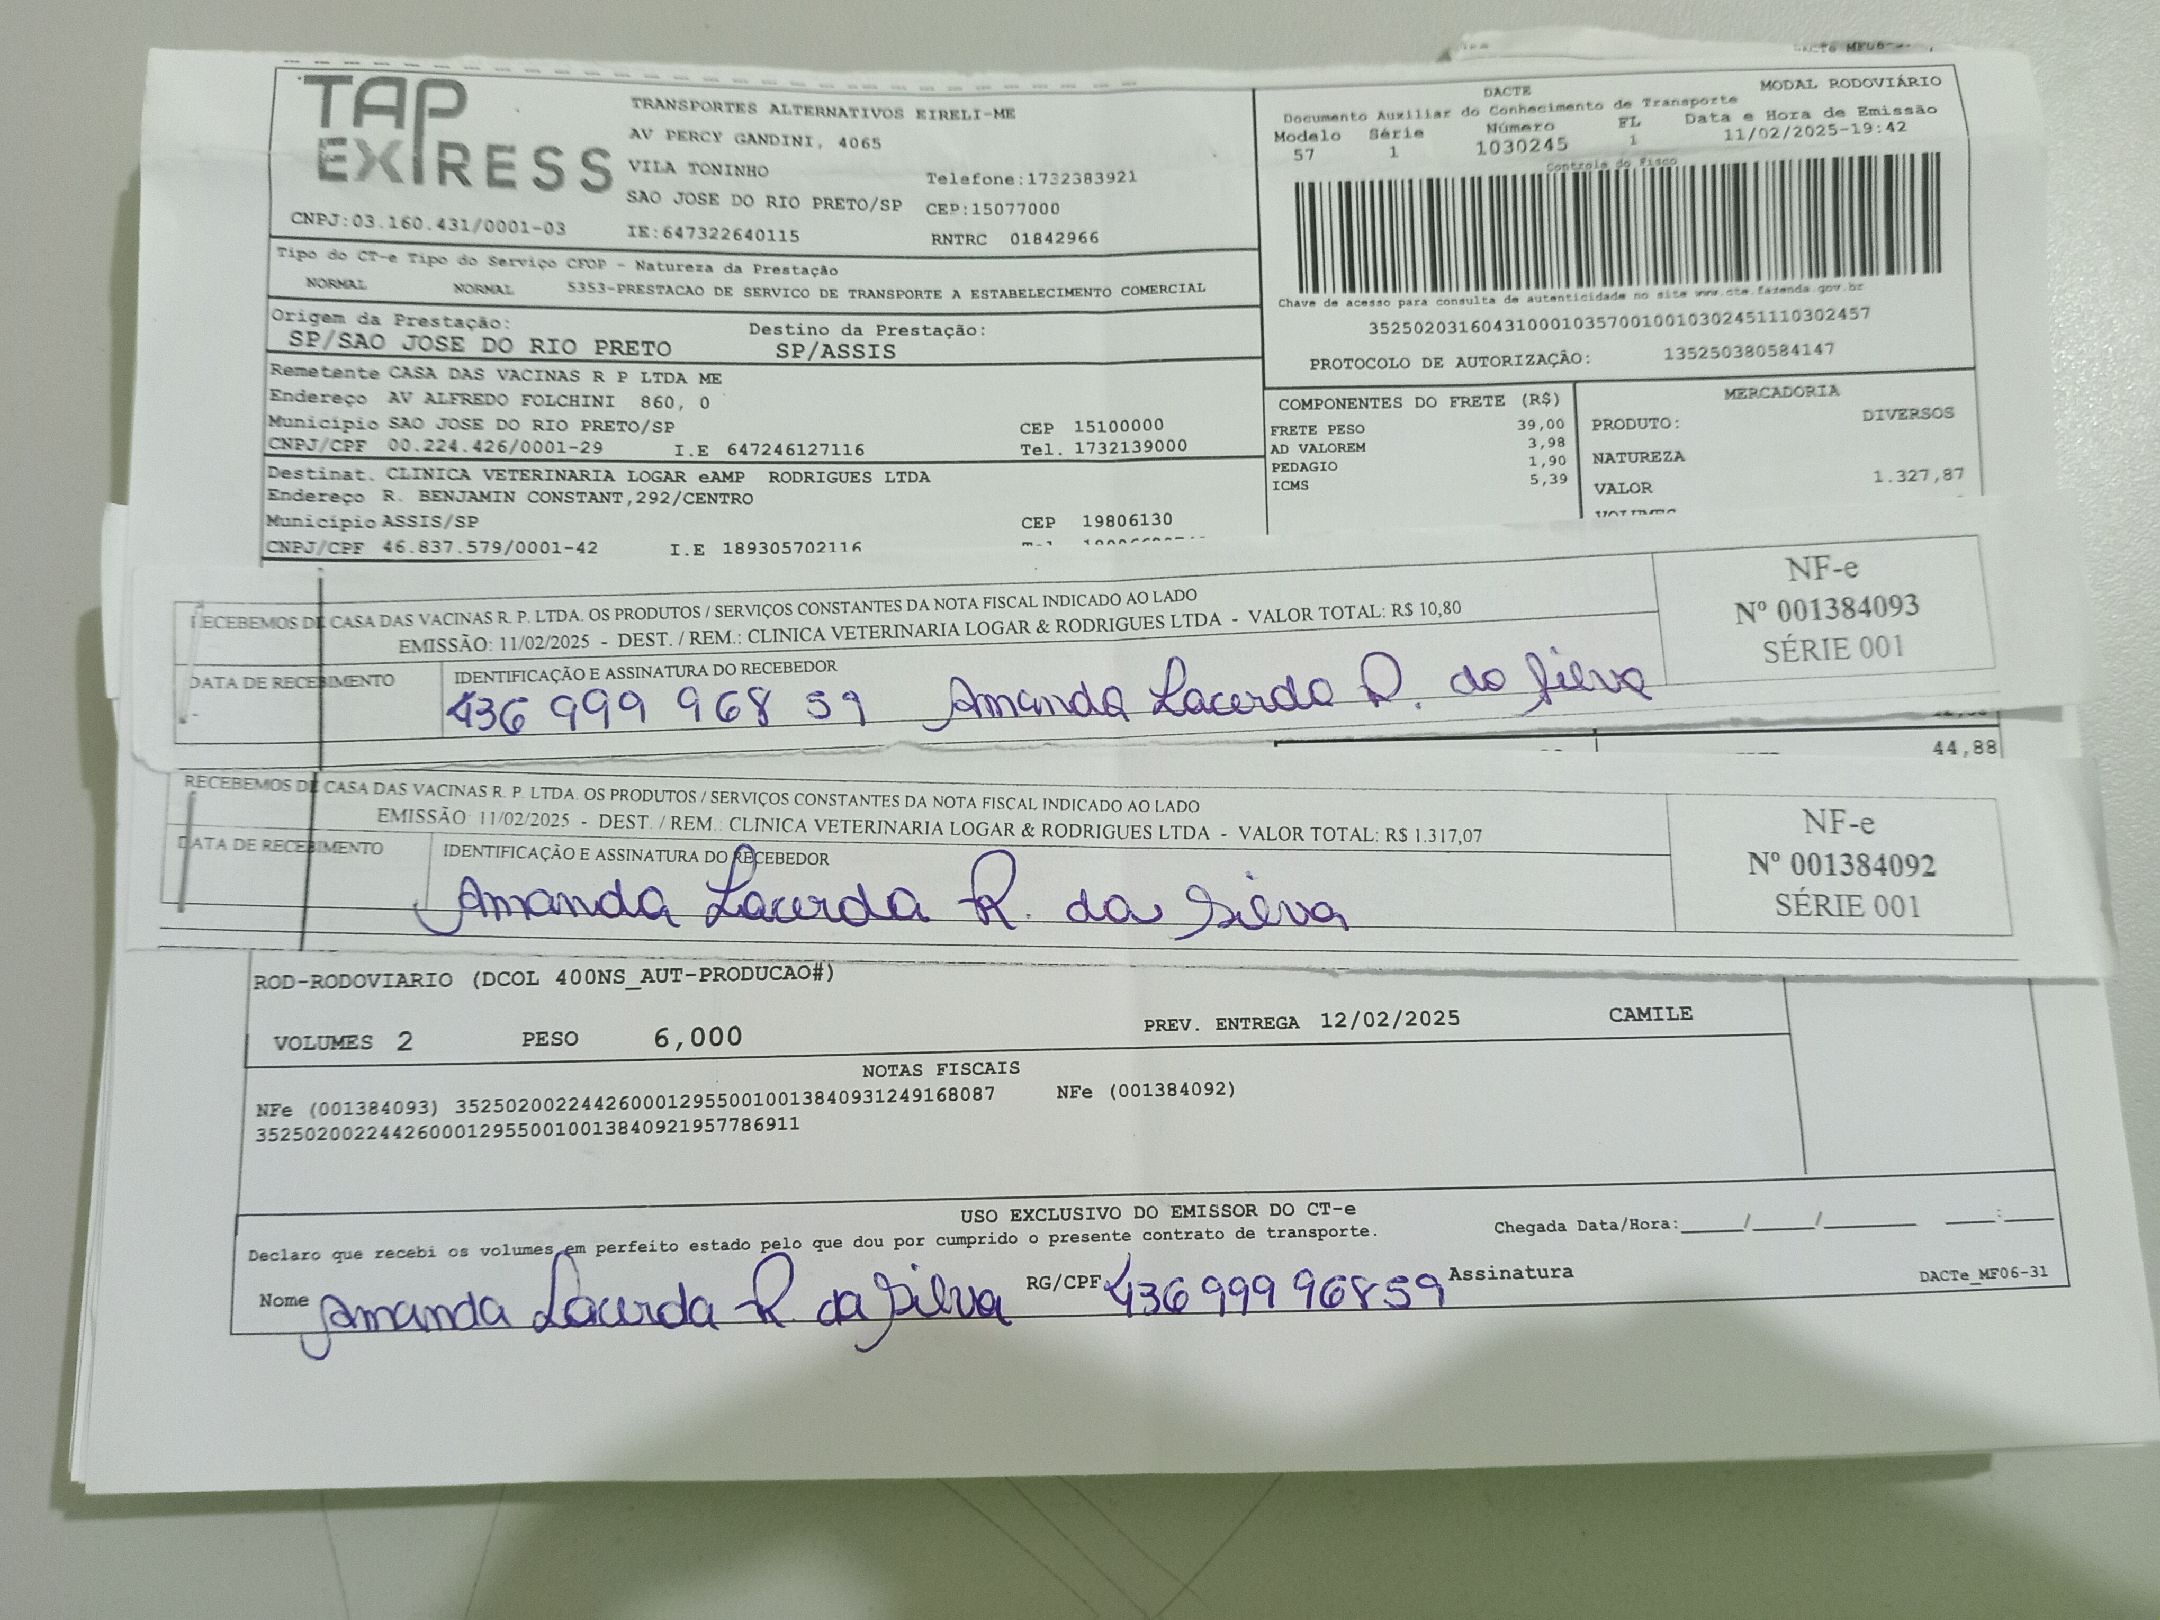 TAP EXPRESS
TRANSPORTES ALTERNATIVOS EIRELI-ME
AV PERCY GANDINI, 4065
VILA TONINHO Telefone:1732383921
SAO JOSE DO RIO PRETO/SP CEP:15077000
CNPJ:03.160.431/0001-03 IE:647322640115 RNTRC 01842966
DACTE MODAL RODOVIÁRIO
Documento Auxiliar do Conhecimento de Transporte
Modelo Série Número FL Data e Hora de Emissão
57 1 1030245 1 11/02/2025-19:42
Controle do Fisco
Chave de acesso para consulta de autenticidade no site www.cte.fazenda.gov.br
35250203160431000103570010010302451110302457
PROTOCOLO DE AUTORIZAÇÃO: 135250380584147
Tipo do CT-e Tipo do Serviço CFOP - Natureza da Prestação
NORMAL NORMAL 5353-PRESTACAO DE SERVICO DE TRANSPORTE A ESTABELECIMENTO COMERCIAL
Origem da Prestação: Destino da Prestação:
SP/SAO JOSE DO RIO PRETO SP/ASSIS
Remetente CASA DAS VACINAS R P LTDA ME
Endereço AV ALFREDO FOLCHINI 860, 0
Município SAO JOSE DO RIO PRETO/SP CEP 15100000
CNPJ/CPF 00.224.426/0001-29 I.E 647246127116 Tel. 1732139000
Destinat. CLINICA VETERINARIA LOGAR eAMP RODRIGUES LTDA
Endereço R. BENJAMIN CONSTANT,292/CENTRO
Município ASSIS/SP CEP 19806130
CNPJ/CPF 46.837.579/0001-42 I.E 189305702116
COMPONENTES DO FRETE (R$)
FRETE PESO 39,00
AD VALOREM 3,98
PEDAGIO 1,90
ICMS 5,39
MERCADORIA
PRODUTO: DIVERSOS
NATUREZA
VALOR 1.327,87
RECEBEMOS DE CASA DAS VACINAS R. P. LTDA. OS PRODUTOS / SERVIÇOS CONSTANTES DA NOTA FISCAL INDICADO AO LADO
EMISSÃO: 11/02/2025 - DEST. / REM.: CLINICA VETERINARIA LOGAR & RODRIGUES LTDA - VALOR TOTAL: R$ 10,80
DATA DE RECEBIMENTO IDENTIFICAÇÃO E ASSINATURA DO RECEBEDOR
436 999 968 59 Amanda Lacerda R. da Silva
NF-e
Nº 001384093
SÉRIE 001
44,88
RECEBEMOS DE CASA DAS VACINAS R. P. LTDA. OS PRODUTOS / SERVIÇOS CONSTANTES DA NOTA FISCAL INDICADO AO LADO
EMISSÃO: 11/02/2025 - DEST. / REM.: CLINICA VETERINARIA LOGAR & RODRIGUES LTDA - VALOR TOTAL: R$ 1.317,07
DATA DE RECEBIMENTO IDENTIFICAÇÃO E ASSINATURA DO RECEBEDOR
Amanda Lacerda R. da Silva
NF-e
Nº 001384092
SÉRIE 001
ROD-RODOVIARIO (DCOL 400NS_AUT-PRODUCAO#)
VOLUMES 2 PESO 6,000 PREV. ENTREGA 12/02/2025 CAMILE
NOTAS FISCAIS
NFe (001384093) 35250200224426000129550010013840931249168087 NFe (001384092)
35250200224426000129550010013840921957786911
USO EXCLUSIVO DO EMISSOR DO CT-e
Declaro que recebi os volumes em perfeito estado pelo que dou por cumprido o presente contrato de transporte. Chegada Data/Hora:____/____/______ ___:___
Nome Amanda Lacerda R. da Silva RG/CPF 436 999 968 59 Assinatura DACTe_MF06-31